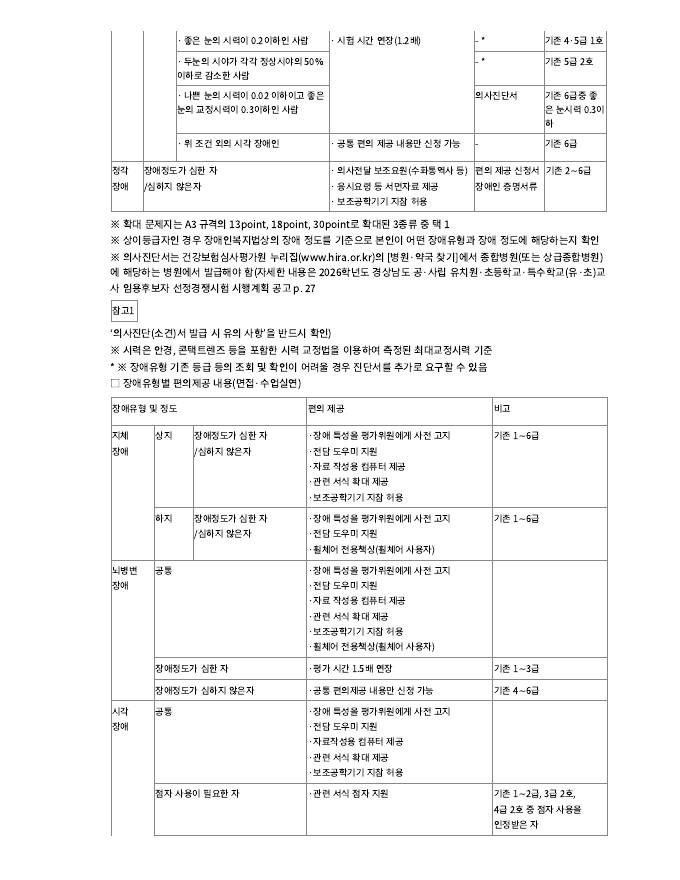 · 좋은 눈의 시력이 0.2이하인 사람
· 시험 시간 연장(1.2배)
- *
기존 4·5급 1호
· 두눈의 시야가 각각 정상시야의 50%
이하로 감소한 사람
- *
기존 5급 2호
· 나쁜 눈의 시력이 0.02 이하이고 좋은
눈의 교정시력이 0.3이하인 사람
의사진단서
기존 6급중 좋
은 눈시력 0.3이
하
· 위 조건 외의 시각 장애인
· 공통 편의 제공 내용만 신청 가능
-
기존 6급
청각
장애
장애정도가 심한 자
/심하지 않은자
· 의사전달 보조요원(수화통역사 등)
· 응시요령 등 서면자료 제공
· 보조공학기기 지참 허용
편의 제공 신청서
장애인 증명서류
기존 2~6급
※ 확대 문제지는 A3 규격의 13point, 18point, 30point로 확대된 3종류 중 택 1
※ 상이등급자인 경우 장애인복지법상의 장애 정도를 기준으로 본인이 어떤 장애유형과 장애 정도에 해당하는지 확인
※ 의사진단서는 건강보험심사평가원 누리집(www.hira.or.kr)의 [병원·약국 찾기]에서 종합병원(또는 상급종합병원)
에 해당하는 병원에서 발급해야 함(자세한 내용은 2026학년도 경상남도 공·사립 유치원·초등학교·특수학교(유·초)교
사 임용후보자 선정경쟁시험 시행계획 공고 p. 27
참고1
'의사진단(소견)서 발급 시 유의 사항'을 반드시 확인)
※ 시력은 안경, 콘택트렌즈 등을 포함한 시력 교정법을 이용하여 측정된 최대교정시력 기준
* ※ 장애유형 기존 등급 등의 조회 및 확인이 어려울 경우 진단서를 추가로 요구할 수 있음
□ 장애유형별 편의제공 내용(면접·수업실연)
장애유형 및 정도
편의 제공
비고
지체
장애
상지
장애정도가 심한 자
/심하지 않은자
·장애 특성을 평가위원에게 사전 고지
·전담 도우미 지원
·자료 작성용 컴퓨터 제공
·관련 서식 확대 제공
·보조공학기기 지참 허용
기존 1~6급
하지
장애정도가 심한 자
/심하지 않은자
·장애 특성을 평가위원에게 사전 고지
·전담 도우미 지원
·휠체어 전용책상(휠체어 사용자)
기존 1~6급
뇌병변
장애
공통
·장애 특성을 평가위원에게 사전 고지
·전담 도우미 지원
·자료 작성용 컴퓨터 제공
·관련 서식 확대 제공
·보조공학기기 지참 허용
·휠체어 전용책상(휠체어 사용자)
장애정도가 심한 자
·평가 시간 1.5배 연장
기존 1~3급
장애정도가 심하지 않은자
·공통 편의제공 내용만 신청 가능
기존 4~6급
시각
장애
공통
·장애 특성을 평가위원에게 사전 고지
·전담 도우미 지원
·자료작성용 컴퓨터 제공
·관련 서식 확대 제공
·보조공학기기 지참 허용
점자 사용이 필요한 자
·관련 서식 점자 지원
기존 1~2급, 3급 2호,
4급 2호 중 점자 사용을
인정받은 자